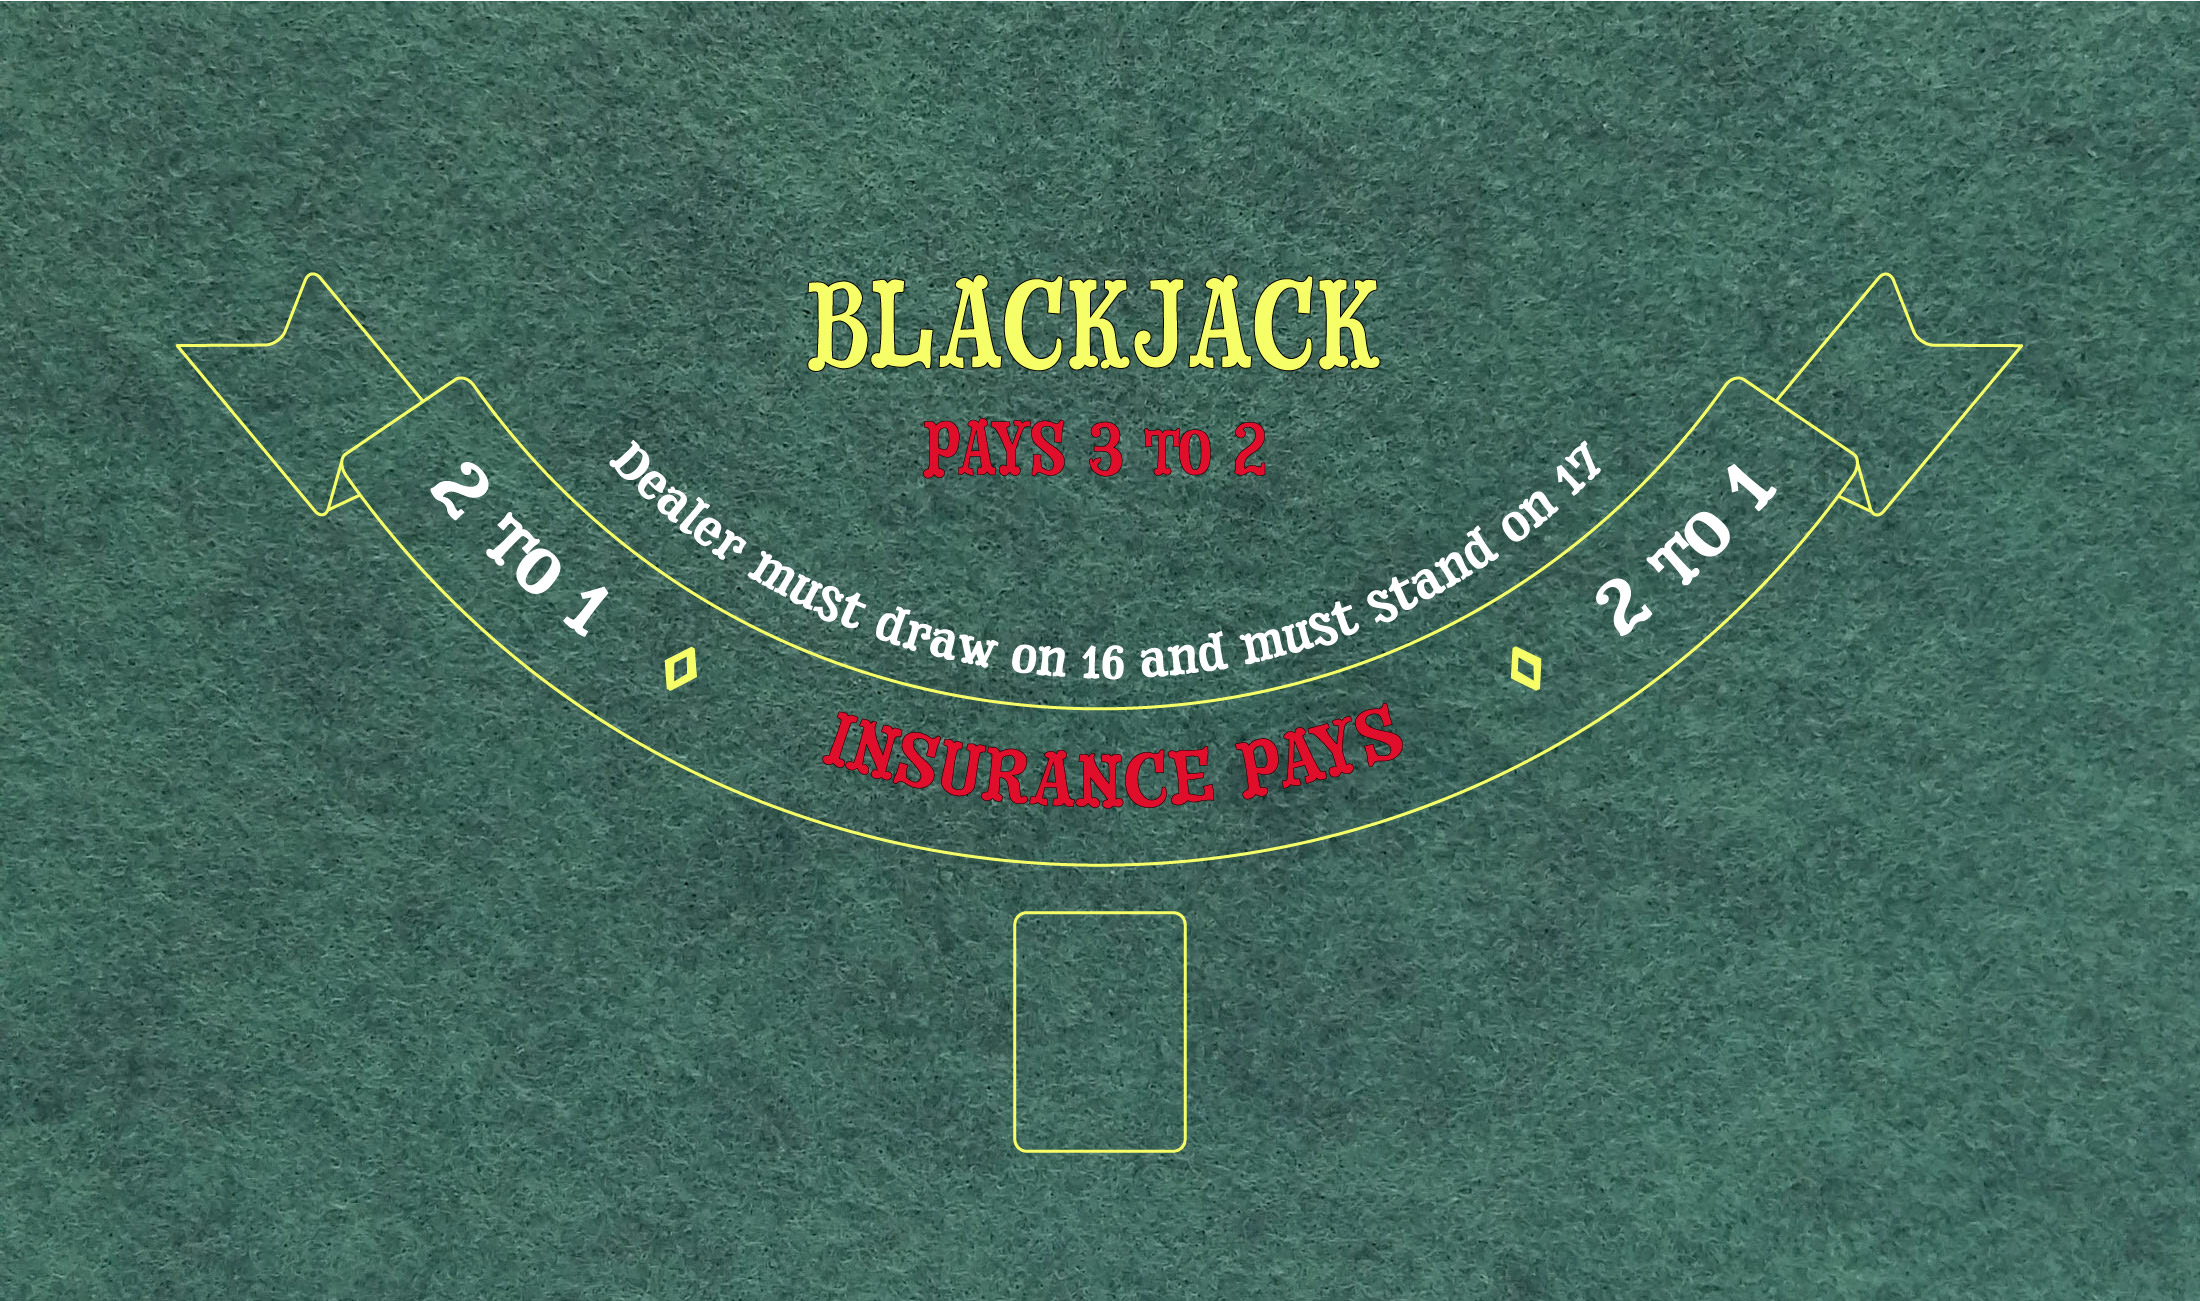 BLACKJACK
PAYS 3 TO 2
Dealer must draw on 16 and must stand on 17
2 TO 1 INSURANCE PAYS 2 TO 1